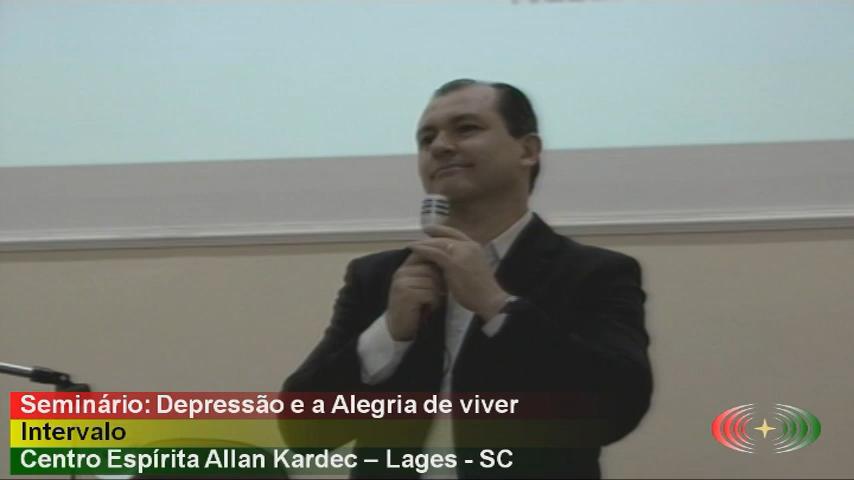 Seminário: Depressão e a Alegria de viver
Intervalo
Centro Espírita Allan Kardec – Lages - SC